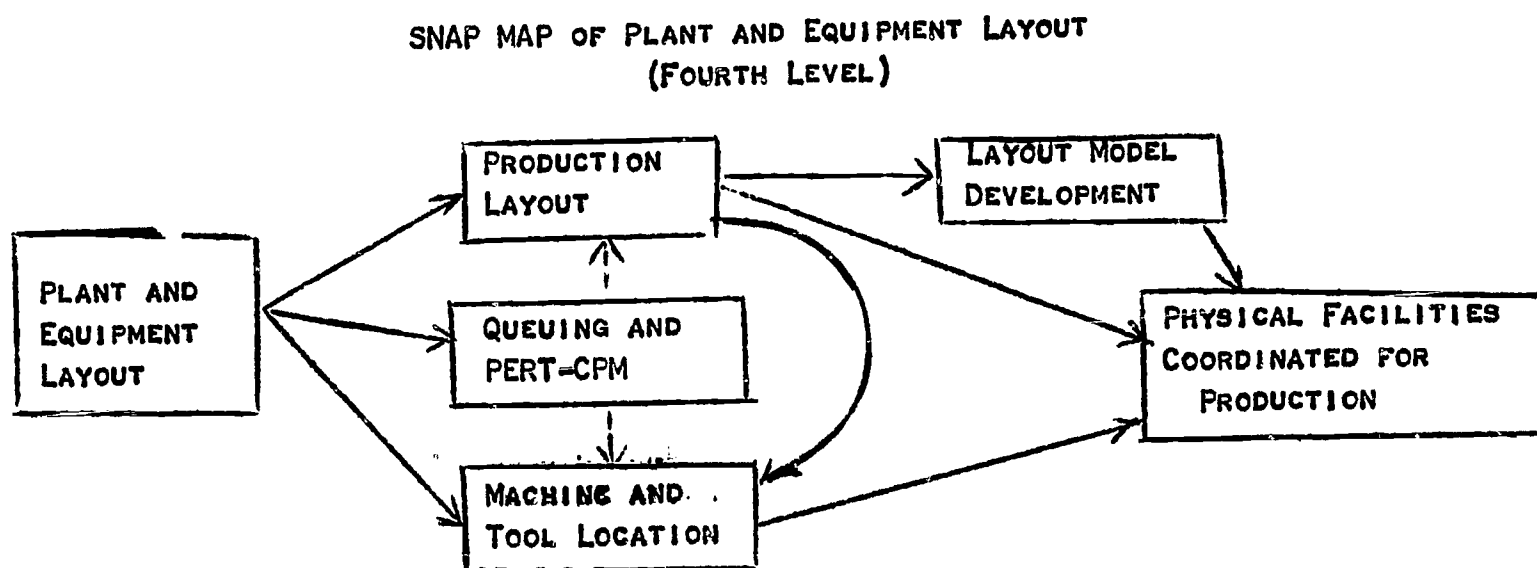 SNAP MAP OF PLANT AND EQUIPMENT LAYOUT
(FOURTH LEVEL)
PRODUCTION
LAYOUT
LAYOUT MODEL
DEVELOPMENT
PLANT AND
EQUIPMENT
LAYOUT
QUEUING AND
PERT=CPM
PHYSICAL FACILITIES
COORDINATED FOR
PRODUCTION
MACHINE AND
TOOL LOCATION